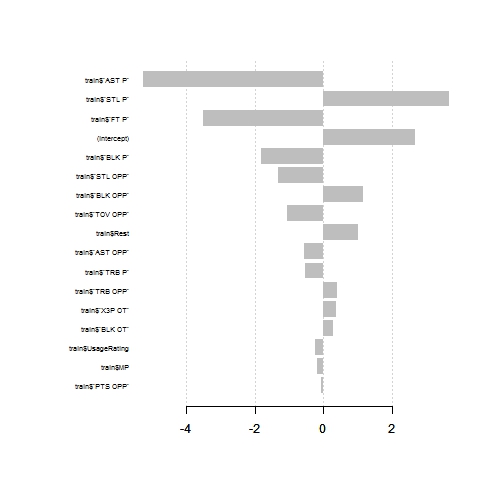 train$`AST P`
train$`STL P`
train$`FT P`
(Intercept)
train$`BLK P`
train$`STL OPP`
train$`BLK OPP`
train$`TOV OPP`
train$Rest
train$`AST OPP`
train$`TRB P`
train$`TRB OPP`
train$`X3P OT`
train$`BLK OT`
train$UsageRating
train$MP
train$`PTS OPP`
-4 -2 0 2